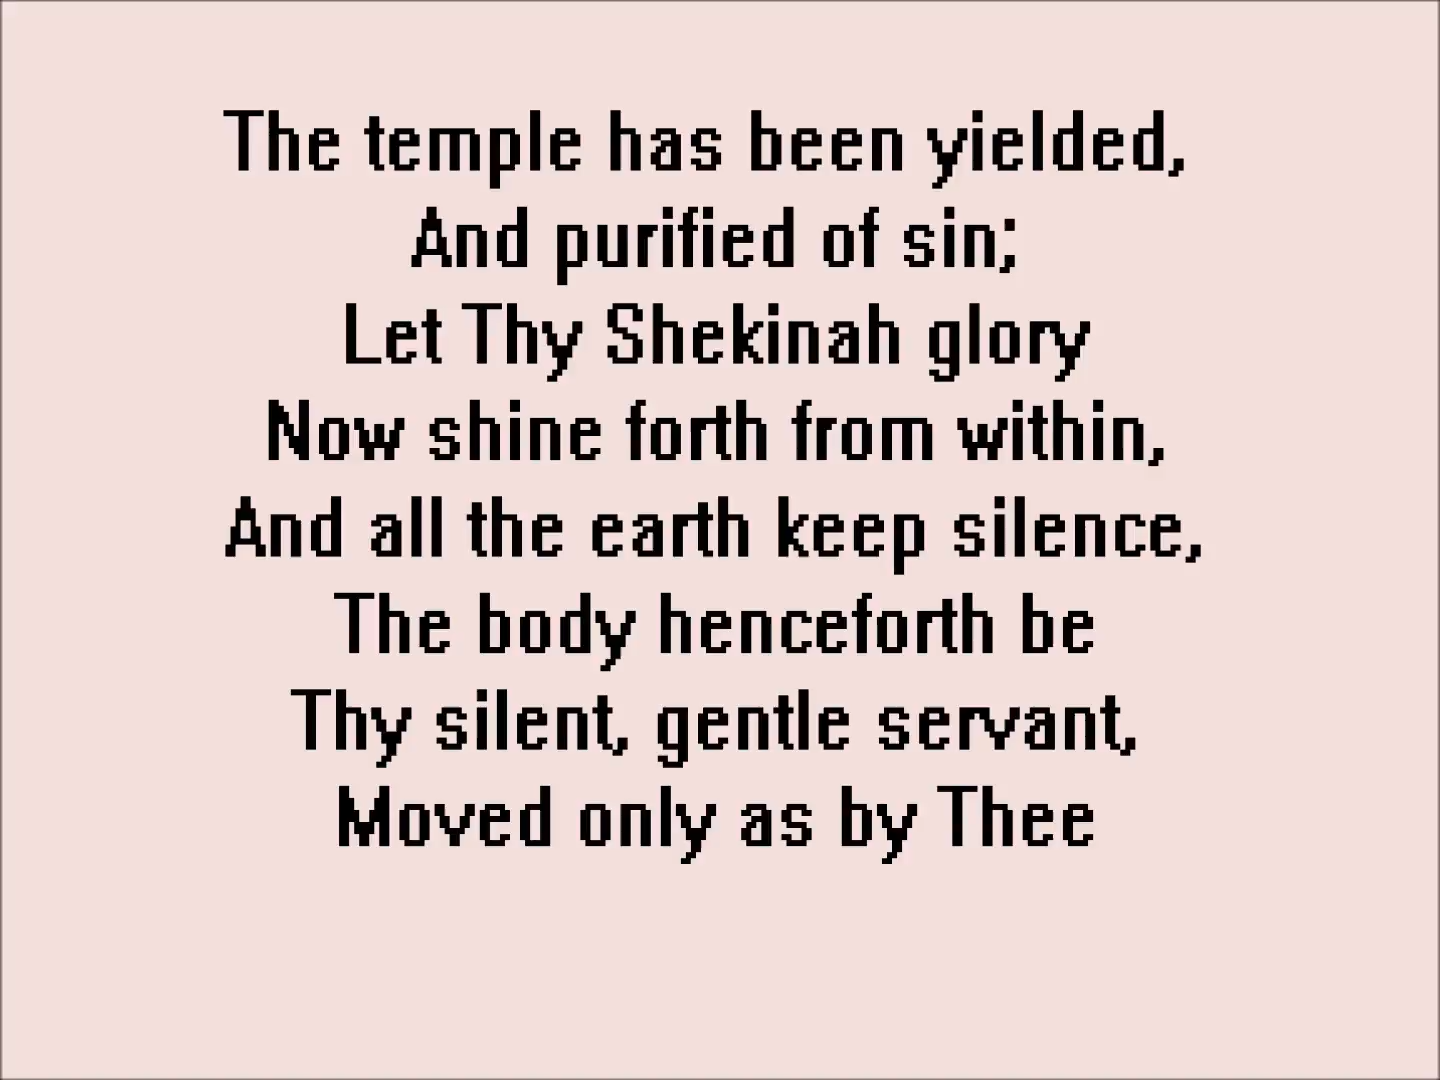 The temple has been yielded,
And purified of sin;
Let Thy Shekinah glory
Now shine forth from within,
And all the earth keep silence,
The body henceforth be
Thy silent, gentle servant,
Moved only as by Thee